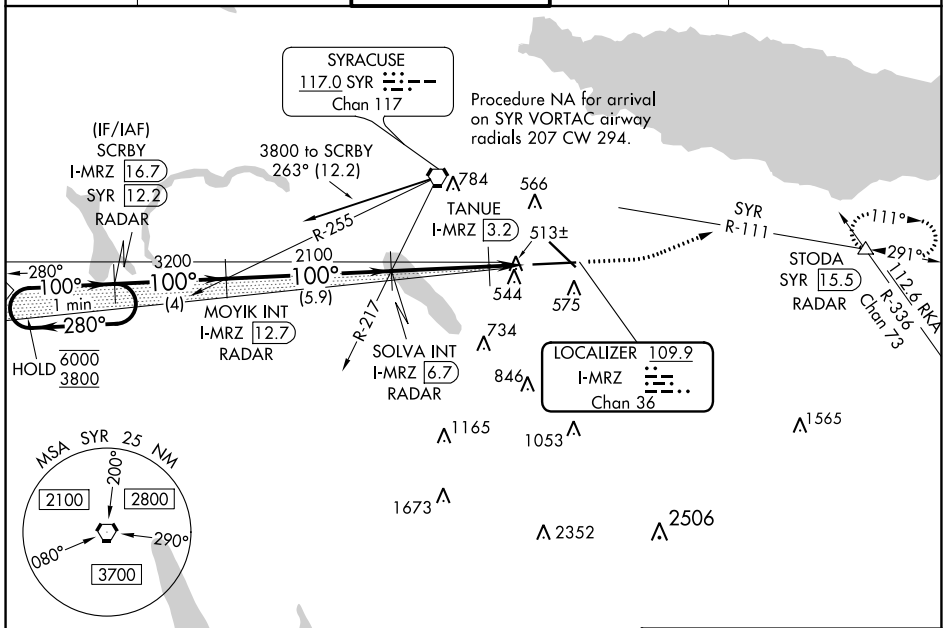 SYRACUSE
117.0 SYR
Chan 117
Procedure NA for arrival
on SYR VORTAC airway
radials 207 CW 294.
(IF/IAF)
SCRBY
I-MRZ 16.7
SYR 12.2
RADAR
3800 to SCRBY
263° (12.2)
784
566
TANUE
I-MRZ 3.2
513±
R-255
SYR
R-111
111°
291°
STODA
SYR 15.5
RADAR
112.6 RKA
R-336
Chan 73
280°
100°
1 min
280°
3200
100°
(4)
2100
100°
(5.9)
544
575
MOYIK INT
I-MRZ 12.7
RADAR
R-217
SOLVA INT
I-MRZ 6.7
RADAR
HOLD 6000
3800
734
846
LOCALIZER 109.9
I-MRZ
Chan 36
1165
1053
1565
1673
2352
2506
MSA SYR 25 NM
200°
2100
2800
080°
290°
3700